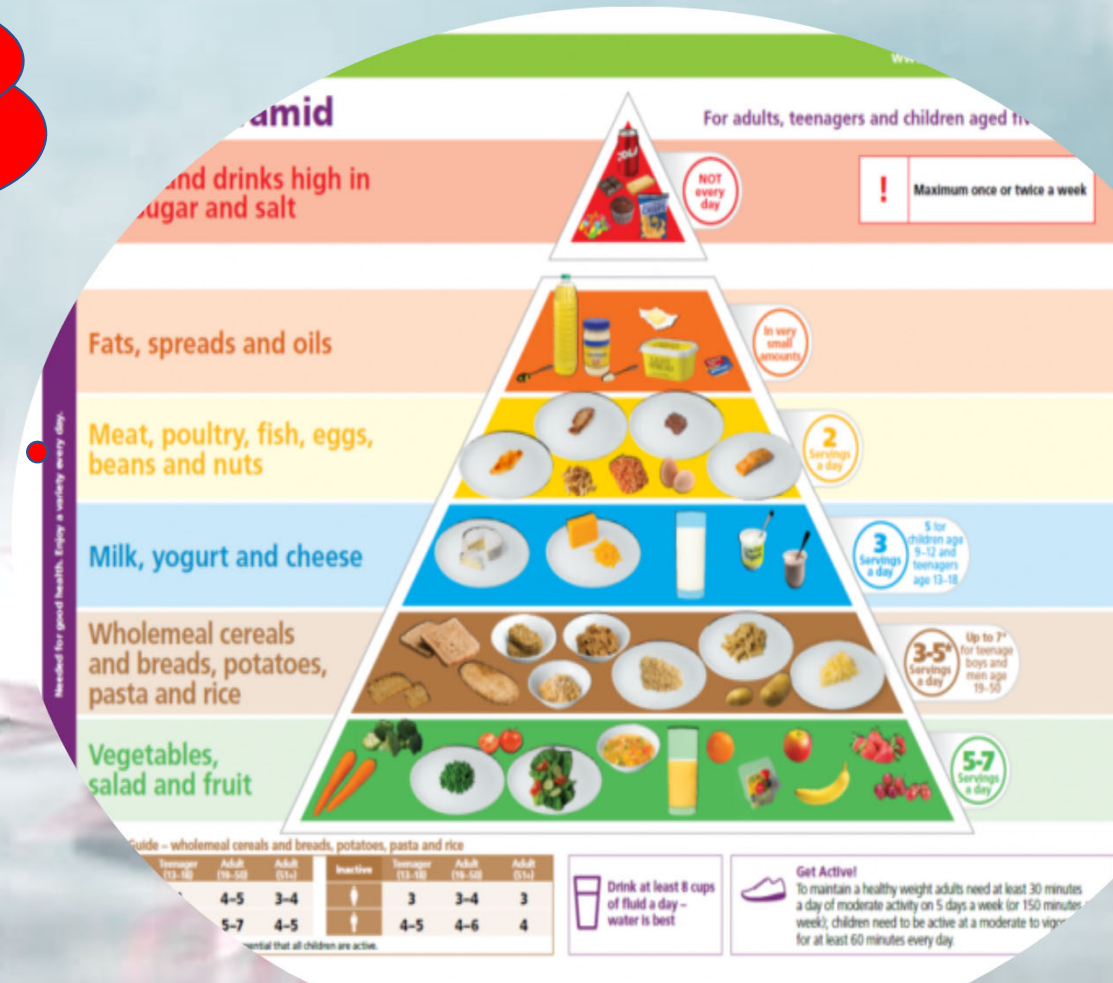 amid
For adults, teenagers and children aged
and drinks high in
sugar and salt
NOT
every
day
!
Maximum once or twice a week
Fats, spreads and oils
In very
small
amounts
Needed for good health. Enjoy a variety every day.
Meat, poultry, fish, eggs,
beans and nuts
2
Servings
a day
Milk, yogurt and cheese
3
Servings
a day
5 for
children age
9-12 and
teenagers
age 13-18
Wholemeal cereals
and breads, potatoes,
pasta and rice
3-5*
Servings
a day
Up to 7*
for teenage
boys and
men age
19-50
Vegetables,
salad and fruit
5-7
Servings
a day
Guide – wholemeal cereals and breads, potatoes, pasta and rice
Teenager Adult Adult Inactive Teenager Adult Adult
(13-18) (19-50) (51+) (13-18) (19-50) (51+)
4-5 3-4 3 3-4 3
5-7 4-5 4-5 4-6 4
that all children are active.
Drink at least 8 cups
of fluid a day –
water is best
Get Active!
To maintain a healthy weight adults need at least 30 minutes
a day of moderate activity on 5 days a week (or 150 minutes
week); children need to be active at a moderate to
for at least 60 minutes every day.